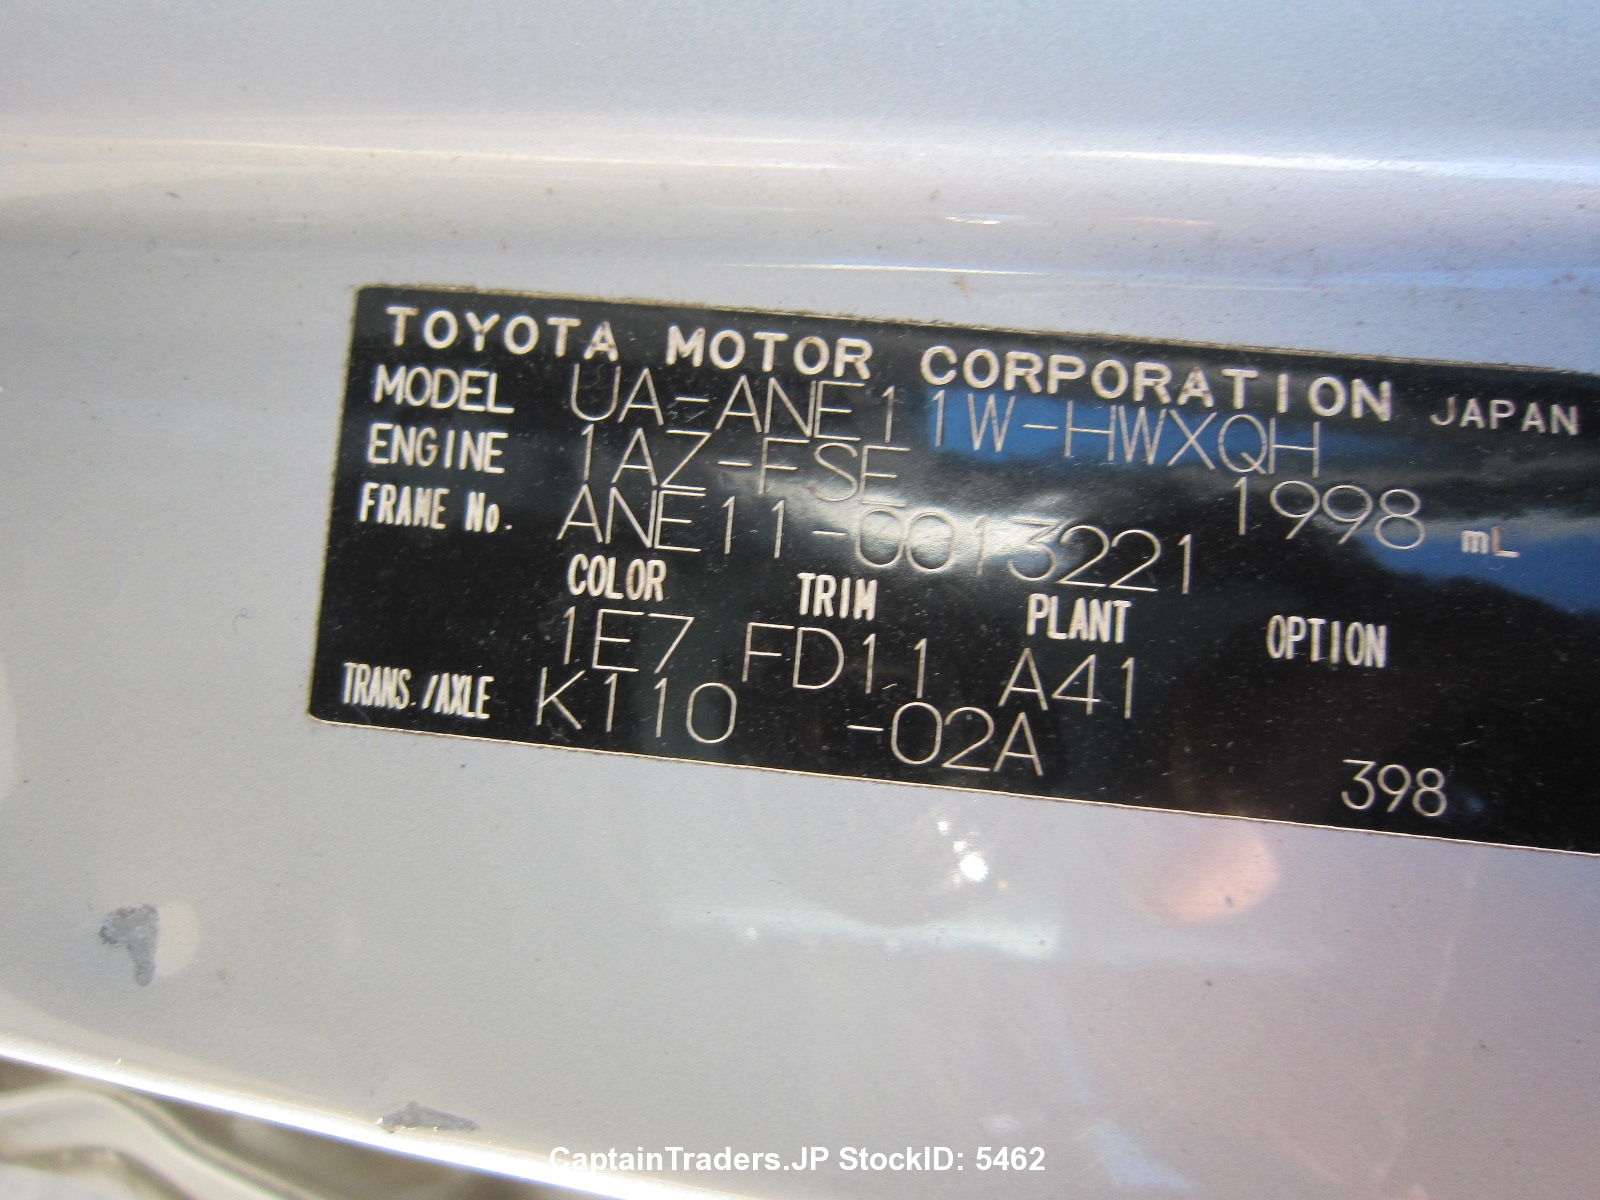 TOYOTA MOTOR CORPORATION JAPAN
MODEL UA-ANE11W-HWXQH
ENGINE 1AZ-FSE 1998 mL
FRAME No. ANE11-0013221
COLOR TRIM PLANT OPTION
1E7 FD11 A41
TRANS./AXLE K110 -02A
398
CaptainTraders.JP StockID: 5462